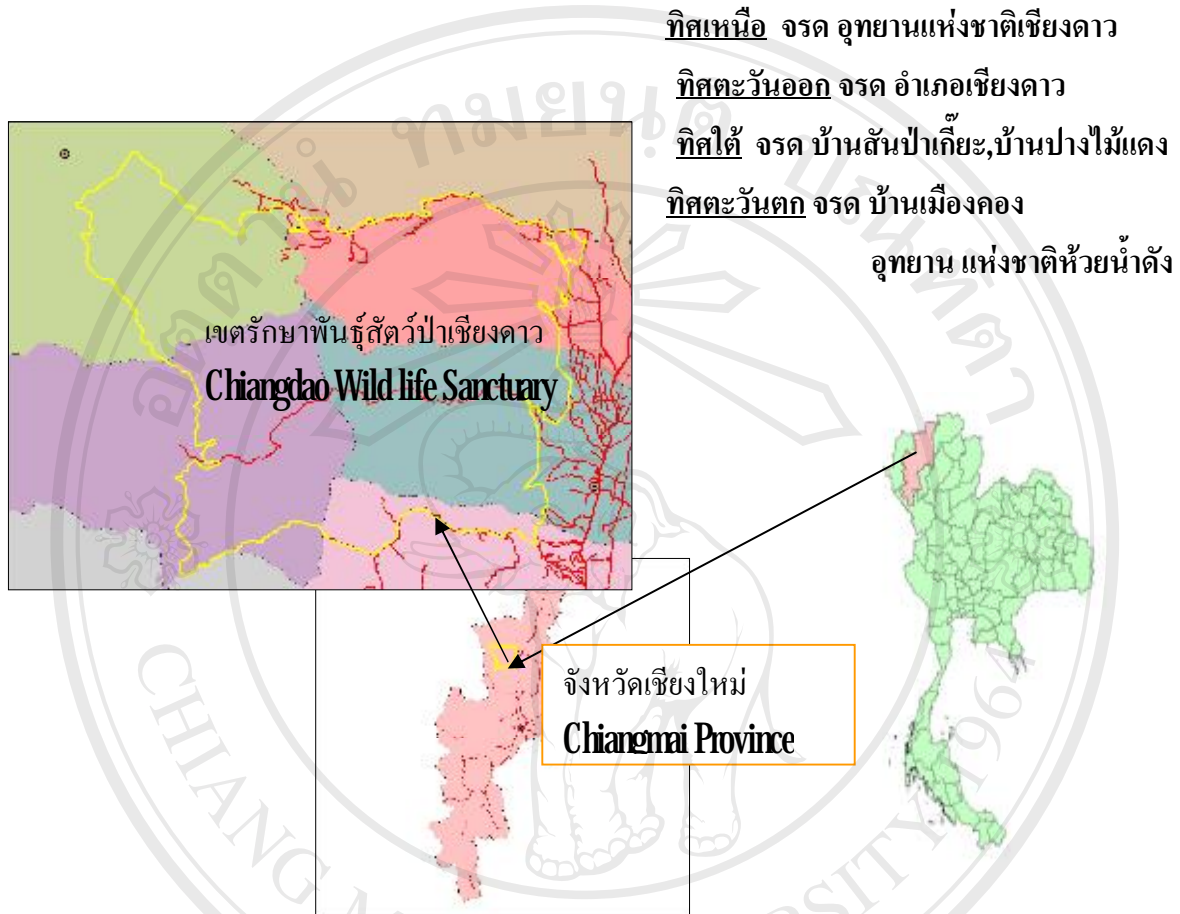 ทิศเหนือ จรด อุทยานแห่งชาติเชียงดาว
ทิศตะวันออก จรด อำเภอเชียงดาว
ทิศใต้ จรด บ้านสันป่าเกี๊ยะ,บ้านปางไม้แดง
ทิศตะวันตก จรด บ้านเมืองคอง
อุทยาน แห่งชาติห้วยน้ำดัง
เขตรักษาพันธุ์สัตว์ป่าเชียงดาว
Chiangdao Wild life Sanctuary
จังหวัดเชียงใหม่
Chiangmai Province